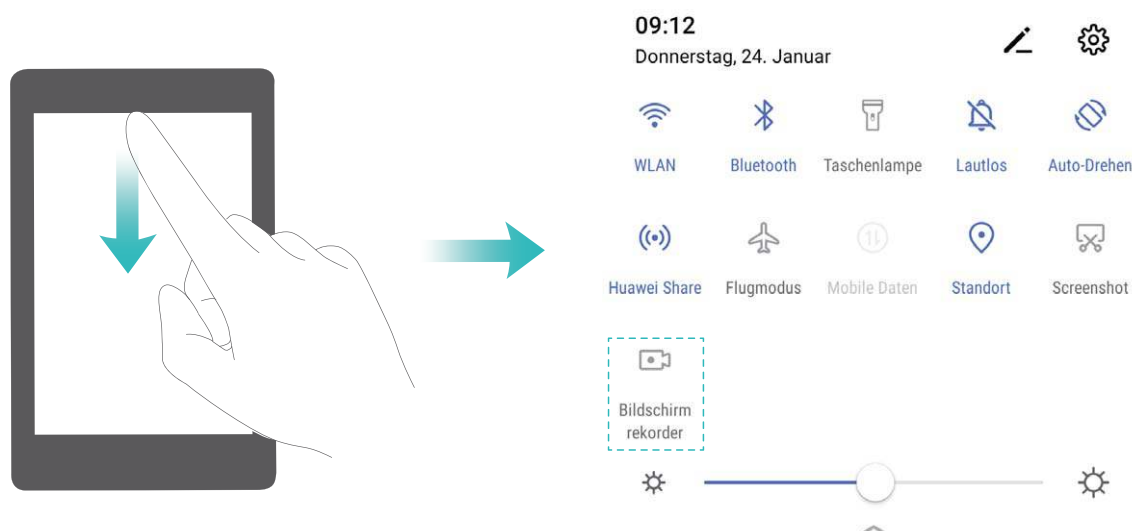 09:12
Donnerstag, 24. Januar
WLAN Bluetooth Taschenlampe Lautlos Auto-Drehen
Huawei Share Flugmodus Mobile Daten Standort Screenshot
Bildschirm
rekorder